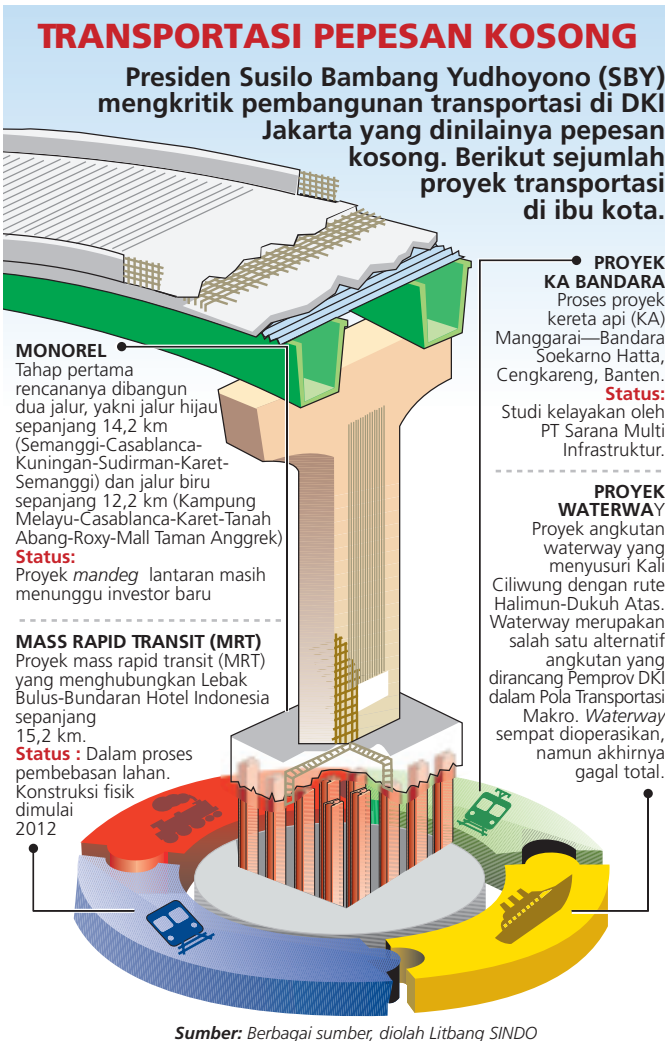 TRANSPORTASI PEPESAN KOSONG
Presiden Susilo Bambang Yudhoyono (SBY)
mengkritik pembangunan transportasi di DKI
Jakarta yang dinilainya pepesan
kosong. Berikut sejumlah
proyek transportasi
di ibu kota.
MONOREL
Tahap pertama
rencananya dibangun
dua jalur, yakni jalur hijau
sepanjang 14,2 km
(Semanggi-Casablanca-
Kuningan-Sudirman-Karet-
Semanggi) dan jalur biru
sepanjang 12,2 km (Kampung
Melayu-Casablanca-Karet-Tanah
Abang-Roxy-Mall Taman Anggrek)
Status:
Proyek mandeg lantaran masih
menunggu investor baru
MASS RAPID TRANSIT (MRT)
Proyek mass rapid transit (MRT)
yang menghubungkan Lebak
Bulus-Bundaran Hotel Indonesia
sepanjang
15,2 km.
Status : Dalam proses
pembebasan lahan.
Konstruksi fisik
dimulai
2012
PROYEK
KA BANDARA
Proses proyek
kereta api (KA)
Manggarai—Bandara
Soekarno Hatta,
Cengkareng, Banten.
Status:
Studi kelayakan oleh
PT Sarana Multi
Infrastruktur.
PROYEK
WATERWAY
Proyek angkutan
waterway yang
menyusuri Kali
Ciliwung dengan rute
Halimun-Dukuh Atas.
Waterway merupakan
salah satu alternatif
angkutan yang
dirancang Pemprov DKI
dalam Pola Transportasi
Makro. Waterway
sempat dioperasikan,
namun akhirnya
gagal total.
Sumber: Berbagai sumber, diolah Litbang SINDO